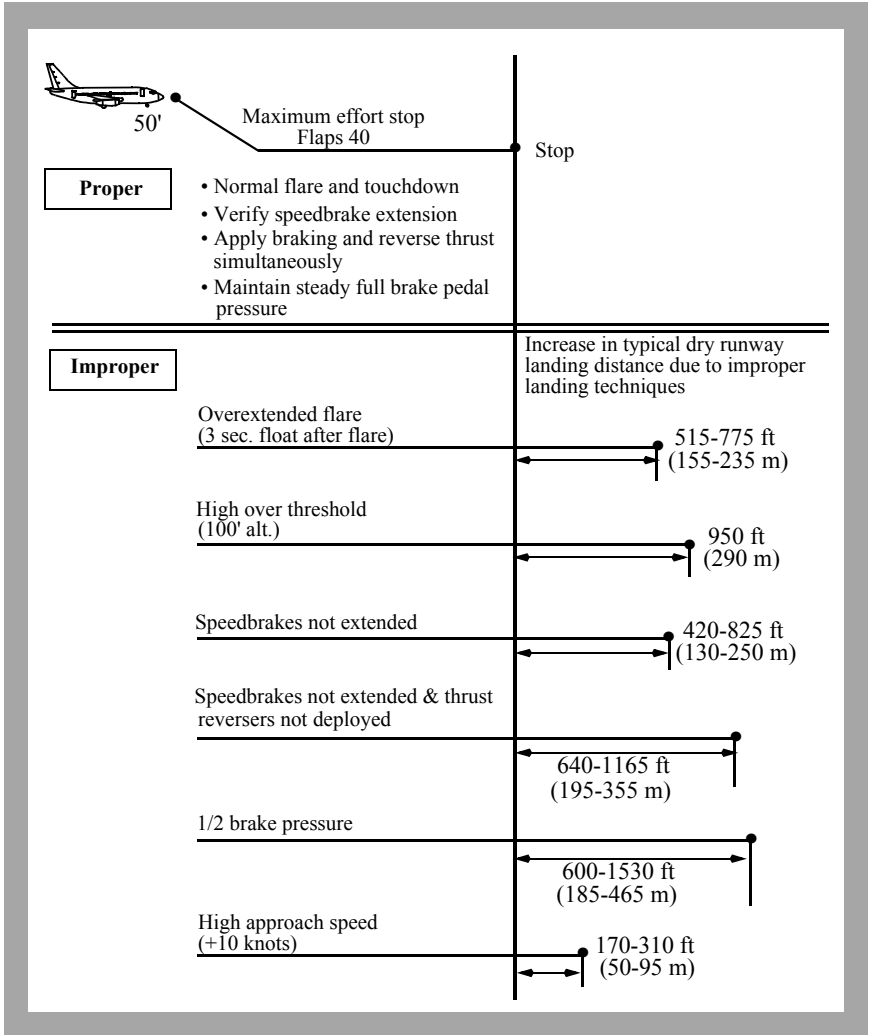 50'
Maximum effort stop
Flaps 40
Stop
Proper
• Normal flare and touchdown
• Verify speedbrake extension
• Apply braking and reverse thrust
simultaneously
• Maintain steady full brake pedal
pressure
Improper
Increase in typical dry runway
landing distance due to improper
landing techniques
Overextended flare
(3 sec. float after flare)
515-775 ft
(155-235 m)
High over threshold
(100' alt.)
950 ft
(290 m)
Speedbrakes not extended
420-825 ft
(130-250 m)
Speedbrakes not extended & thrust
reversers not deployed
640-1165 ft
(195-355 m)
1/2 brake pressure
600-1530 ft
(185-465 m)
High approach speed
(+10 knots)
170-310 ft
(50-95 m)